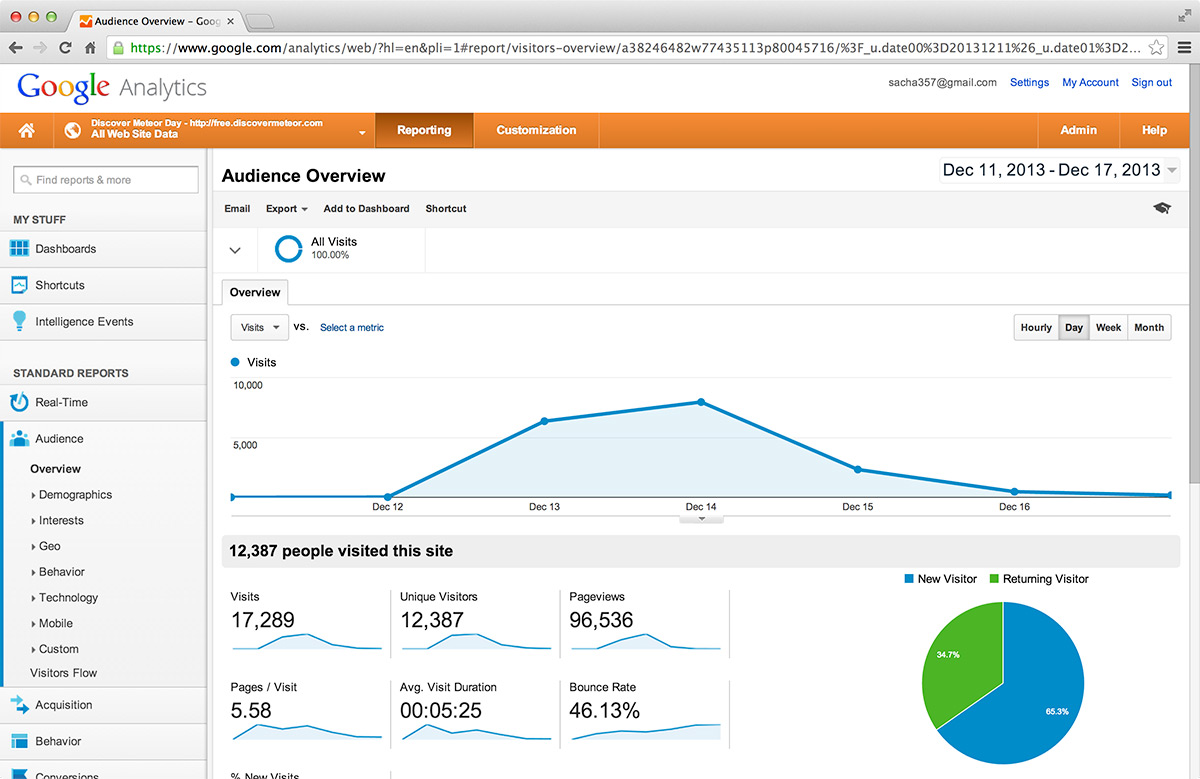 Audience Overview – Goog
https://www.google.com/analytics/web/?hl=en&pli=1#report/visitors-overview/a38246482w77435113p80045716/%3F_u.date00%3D20131211%26_u.date01%3D2...
Google Analytics
sacha357@gmail.com Settings My Account Sign out
Discover Meteor Day - http://free.discovermeteor.com
All Web Site Data
Reporting
Customization
Admin
Help
Find reports & more
MY STUFF
Dashboards
Shortcuts
Intelligence Events
STANDARD REPORTS
Real-Time
Audience
Overview
Demographics
Interests
Geo
Behavior
Technology
Mobile
Custom
Visitors Flow
Acquisition
Behavior
Conversions
Audience Overview
Dec 11, 2013 - Dec 17, 2013
Email Export Add to Dashboard Shortcut
All Visits
100.00%
Overview
Visits vs. Select a metric
Hourly Day Week Month
Visits
10,000
5,000
Dec 12 Dec 13 Dec 14 Dec 15 Dec 16
12,387 people visited this site
Visits
17,289
Unique Visitors
12,387
Pageviews
96,536
Pages / Visit
5.58
Avg. Visit Duration
00:05:25
Bounce Rate
46.13%
% New Visits
New Visitor Returning Visitor
34.7%
65.3%